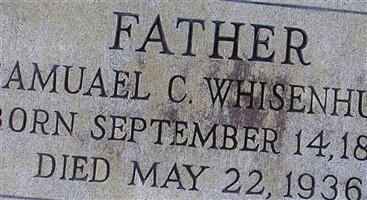 FATHER
AMUAEL C. WHISENHU
BORN SEPTEMBER 14, 18
DIED MAY 22, 1936